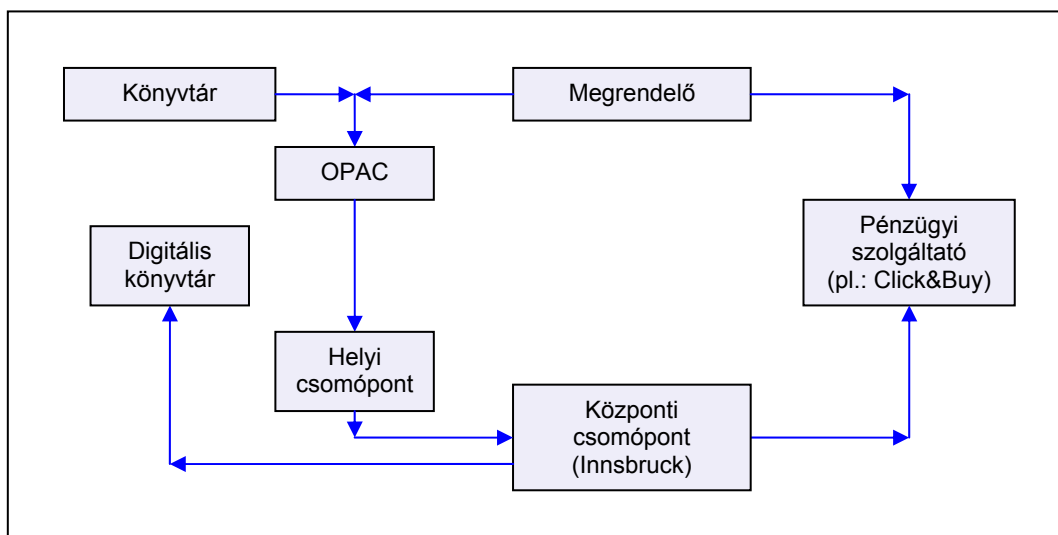 Könyvtár
Megrendelő
OPAC
Digitális
könyvtár
Pénzügyi
szolgáltató
(pl.: Click&Buy)
Helyi
csomópont
Központi
csomópont
(Innsbruck)